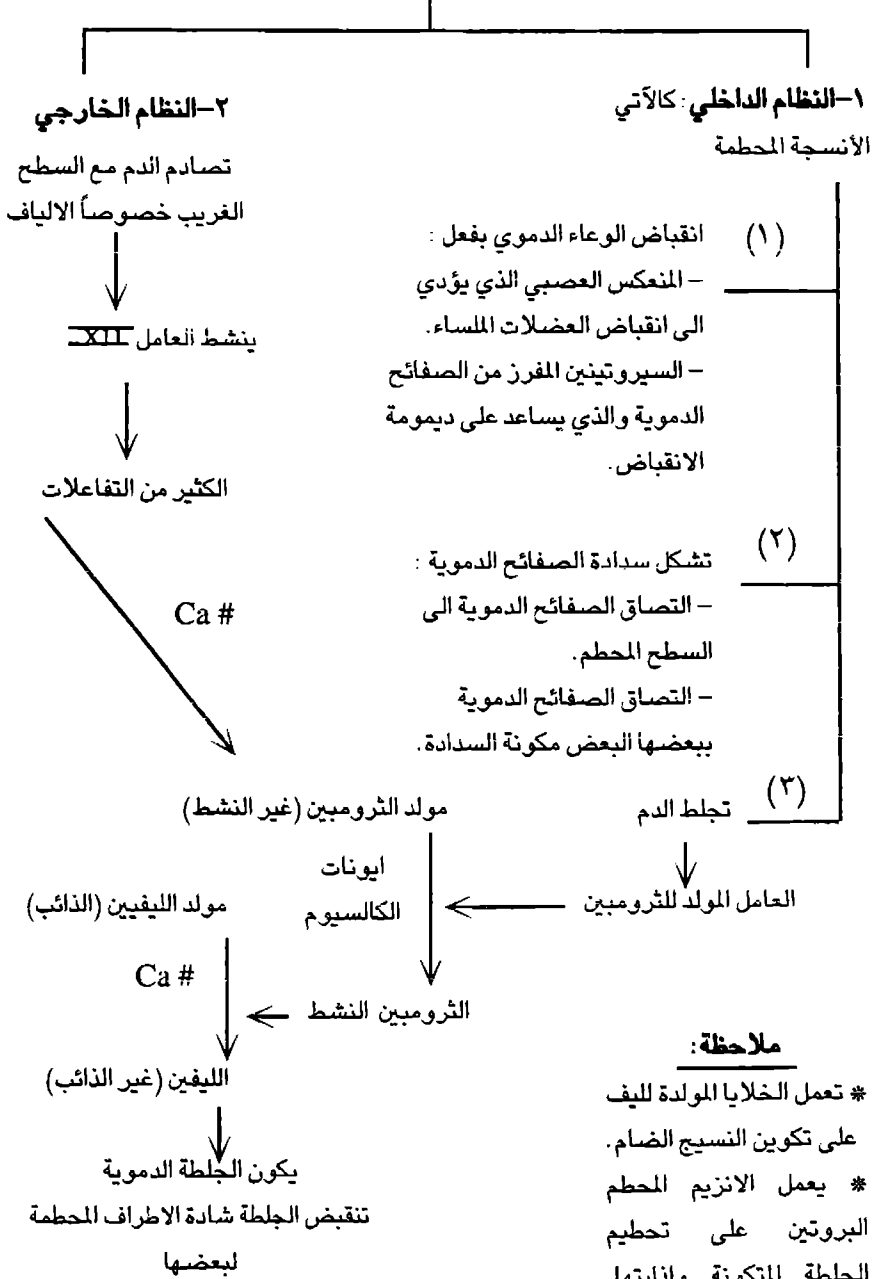 ١–النظام الداخلي: كالآتي
الأنسجة المحطمة
(١)
انقباض الوعاء الدموي بفعل :
– المنعكس العصبي الذي يؤدي
الى انقباض العضلات الملساء.
– السيروتينين المفرز من الصفائح
الدموية والذي يساعد على ديمومة
الانقباض.
(٢)
تشكل سدادة الصفائح الدموية :
– التصاق الصفائح الدموية الى
السطح المحطم.
– التصاق الصفائح الدموية
ببعضها البعض مكونة السدادة.
(٣)
تجلط الدم
العامل المولد للثرومبين
٢–النظام الخارجي
تصادم الدم مع السطح
الغريب خصوصاً الالياف
ينشط العامل XII
الكثير من التفاعلات
Ca #
مولد الثرومبين (غير النشط)
ايونات
الكالسيوم
الثرومبين النشط
مولد الليفيين (الذائب)
Ca #
الليفين (غير الذائب)
يكون الجلطة الدموية
تنقبض الجلطة شادة الاطراف المحطمة
لبعضها
ملاحظة:
* تعمل الخلايا المولدة لليف
على تكوين النسيج الضام.
* يعمل الانزيم المحطم
البروتين على تحطيم
الجلطة المتكونة واذابتها